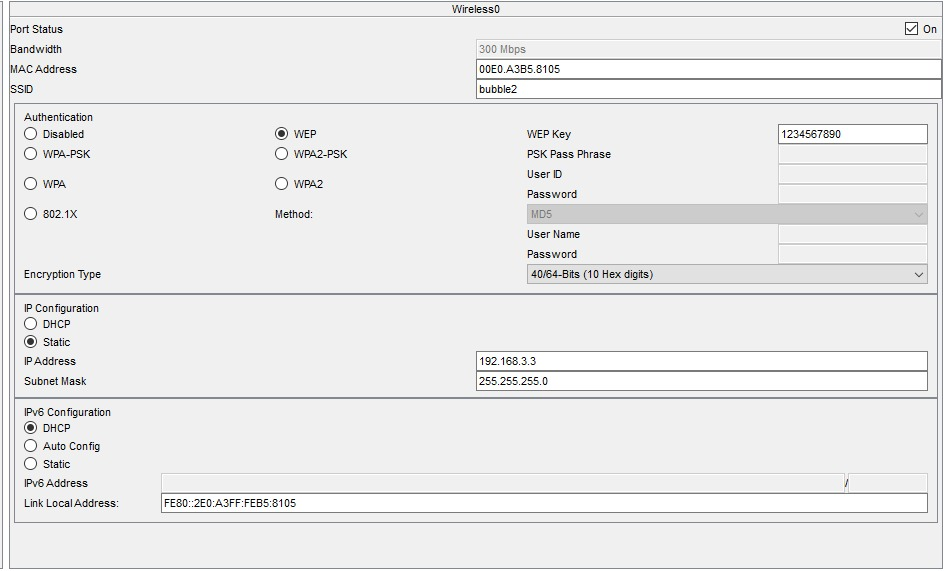 Wireless0
Port Status On
Bandwidth 300 Mbps
MAC Address 00E0.A3B5.8105
SSID bubble2
Authentication
Disabled WEP WEP Key 1234567890
WPA-PSK WPA2-PSK PSK Pass Phrase
User ID
WPA WPA2
Password
802.1X Method: MD5
User Name
Password
Encryption Type 40/64-Bits (10 Hex digits)
IP Configuration
DHCP
Static
IP Address 192.168.3.3
Subnet Mask 255.255.255.0
IPv6 Configuration
DHCP
Auto Config
Static
IPv6 Address /
Link Local Address: FE80::2E0:A3FF:FEB5:8105